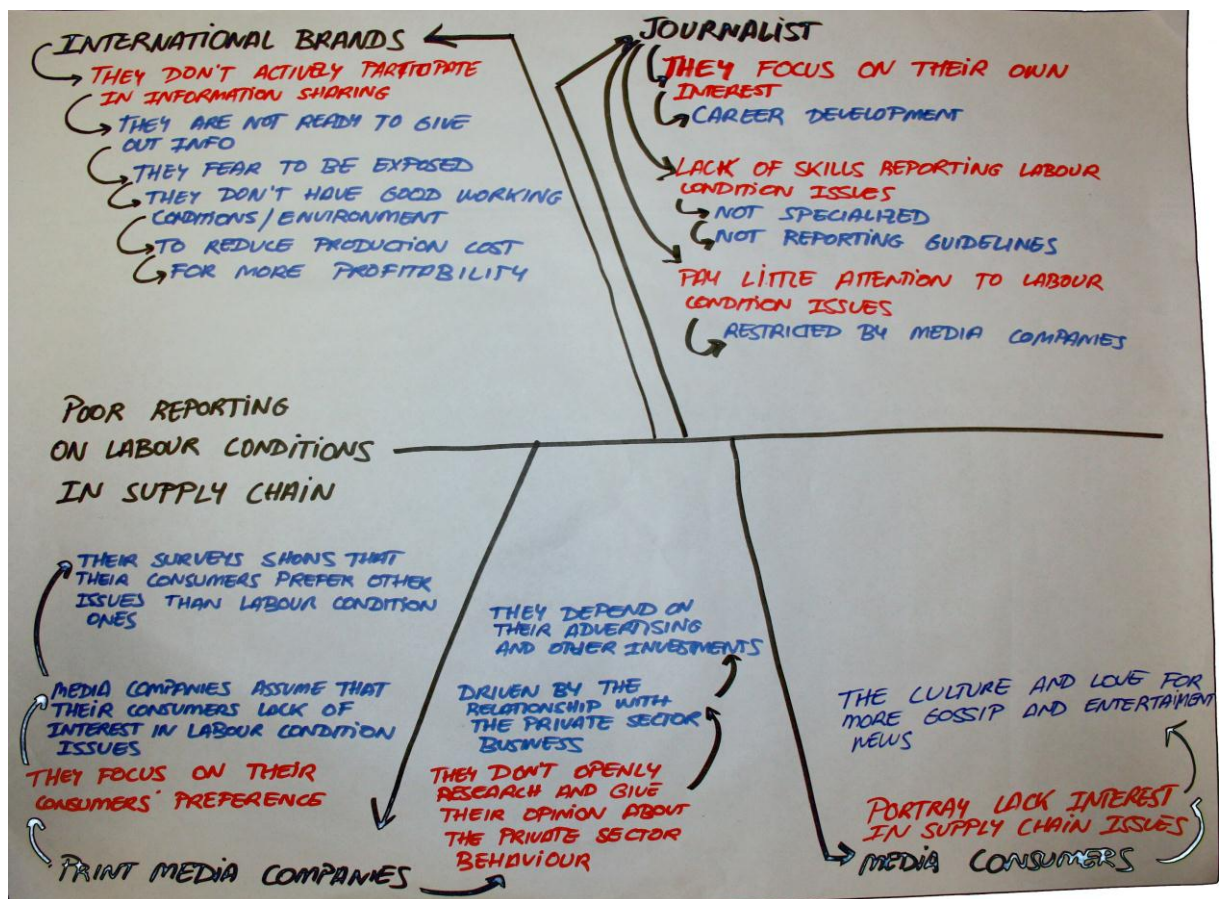 INTERNATIONAL BRANDS
THEY DON'T ACTIVELY PARTICIPATE
IN INFORMATION SHARING
THEY ARE NOT READY TO GIVE
OUT INFO
THEY FEAR TO BE EXPOSED
THEY DON'T HAVE GOOD WORKING
CONDITIONS/ENVIRONMENT
TO REDUCE PRODUCTION COST
FOR MORE PROFITABILITY
JOURNALIST
THEY FOCUS ON THEIR OWN
INTEREST
CAREER DEVELOPMENT
LACK OF SKILLS REPORTING LABOUR
CONDITION ISSUES
NOT SPECIALIZED
NOT REPORTING GUIDELINES
PAY LITTLE ATTENTION TO LABOUR
CONDITION ISSUES
RESTRICTED BY MEDIA COMPANIES
POOR REPORTING
ON LABOUR CONDITIONS
IN SUPPLY CHAIN
THEIR SURVEYS SHOWS THAT
THEIR CONSUMERS PREFER OTHER
ISSUES THAN LABOUR CONDITION
ONES
MEDIA COMPANIES ASSUME THAT
THEIR CONSUMERS LACK OF
INTEREST IN LABOUR CONDITION
ISSUES
THEY FOCUS ON THEIR
CONSUMERS' PREFERENCE
PRINT MEDIA COMPANIES
THEY DEPEND ON
THEIR ADVERTISING
AND OTHER INVESTMENTS
DRIVEN BY THE
RELATIONSHIP WITH
THE PRIVATE SECTOR
BUSINESS
THEY DON'T OPENLY
RESEARCH AND GIVE
THEIR OPINION ABOUT
THE PRIVATE SECTOR
BEHAVIOUR
THE CULTURE AND LOVE FOR
MORE GOSSIP AND ENTERTAIMENT
NEWS
PORTRAY LACK INTEREST
IN SUPPLY CHAIN ISSUES
MEDIA CONSUMERS